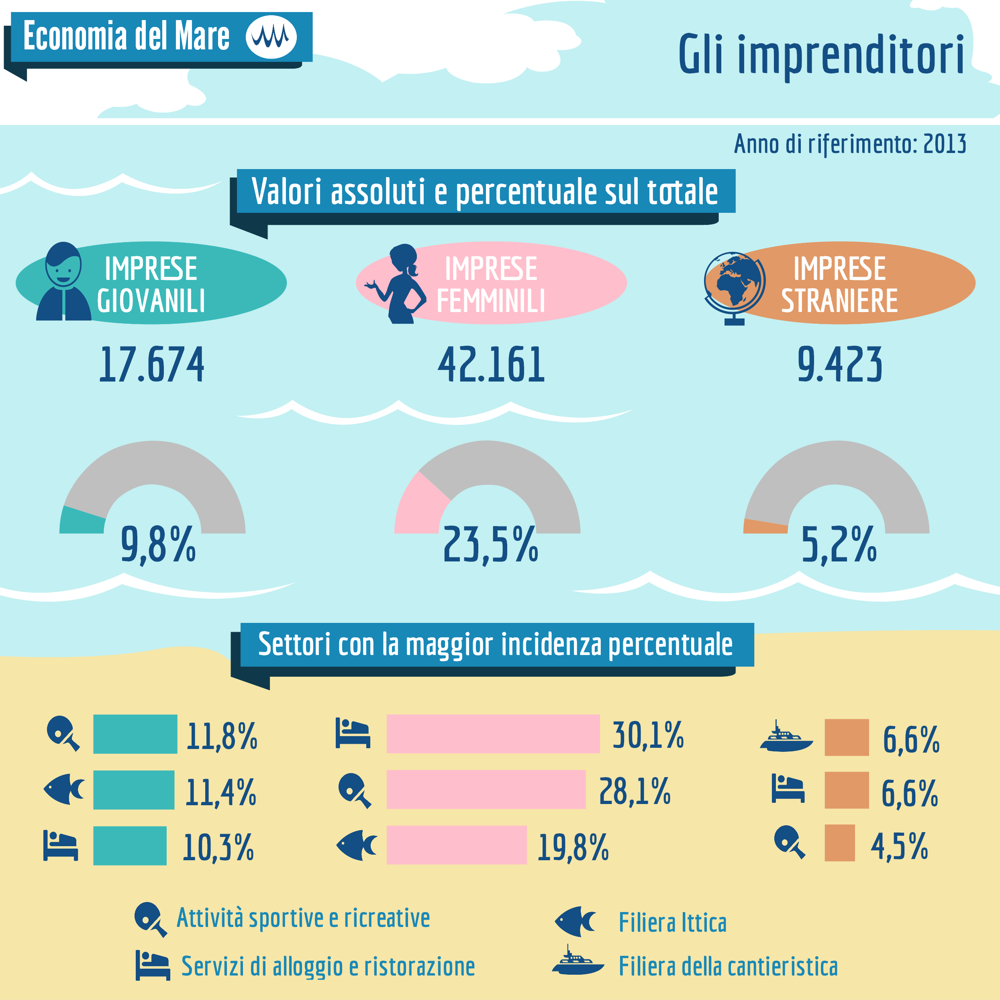 Economia del Mare
Gli imprenditori
Anno di riferimento: 2013
Valori assoluti e percentuale sul totale
IMPRESE
GIOVANILI
IMPRESE
FEMMINILI
IMPRESE
STRANIERE
17.674
42.161
9.423
9,8%
23,5%
5,2%
Settori con la maggior incidenza percentuale
11,8%
11,4%
10,3%
30,1%
28,1%
19,8%
6,6%
6,6%
4,5%
Attività sportive e ricreative
Servizi di alloggio e ristorazione
Filiera Ittica
Filiera della cantieristica